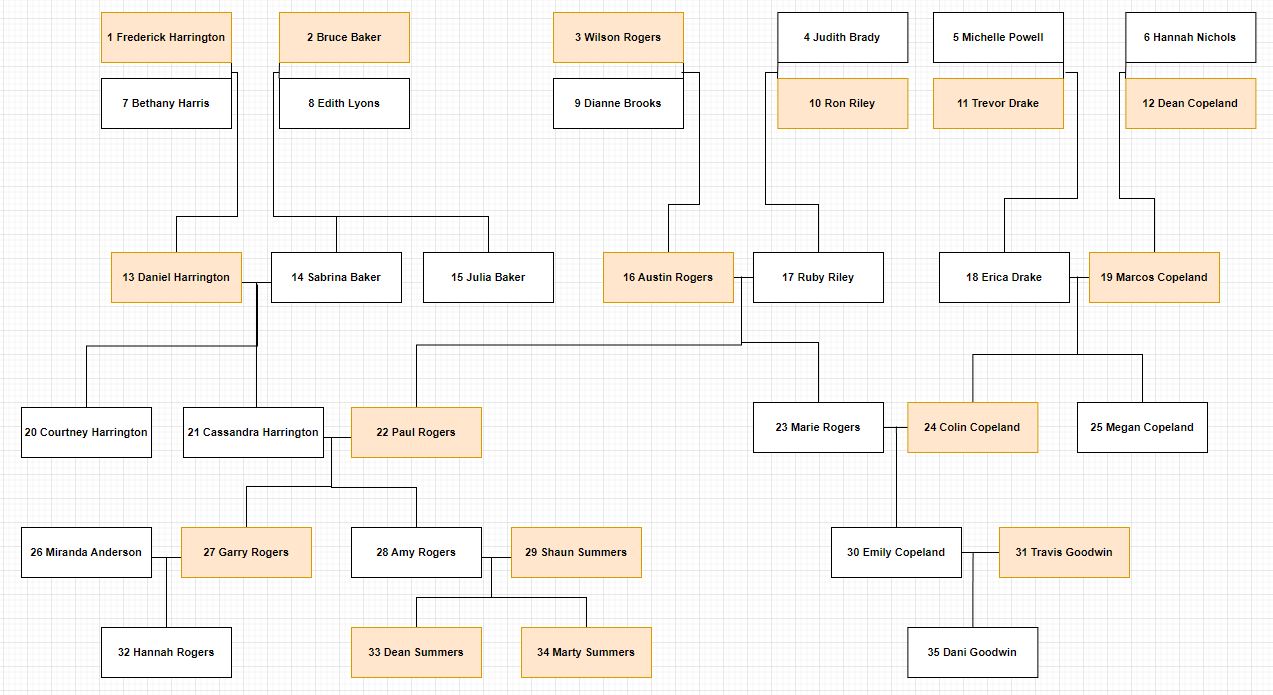 1 Frederick Harrington
2 Bruce Baker
3 Wilson Rogers
4 Judith Brady
5 Michelle Powell
6 Hannah Nichols
7 Bethany Harris
8 Edith Lyons
9 Dianne Brooks
10 Ron Riley
11 Trevor Drake
12 Dean Copeland
13 Daniel Harrington
14 Sabrina Baker
15 Julia Baker
16 Austin Rogers
17 Ruby Riley
18 Erica Drake
19 Marcos Copeland
20 Courtney Harrington
21 Cassandra Harrington
22 Paul Rogers
23 Marie Rogers
24 Colin Copeland
25 Megan Copeland
26 Miranda Anderson
27 Garry Rogers
28 Amy Rogers
29 Shaun Summers
30 Emily Copeland
31 Travis Goodwin
32 Hannah Rogers
33 Dean Summers
34 Marty Summers
35 Dani Goodwin